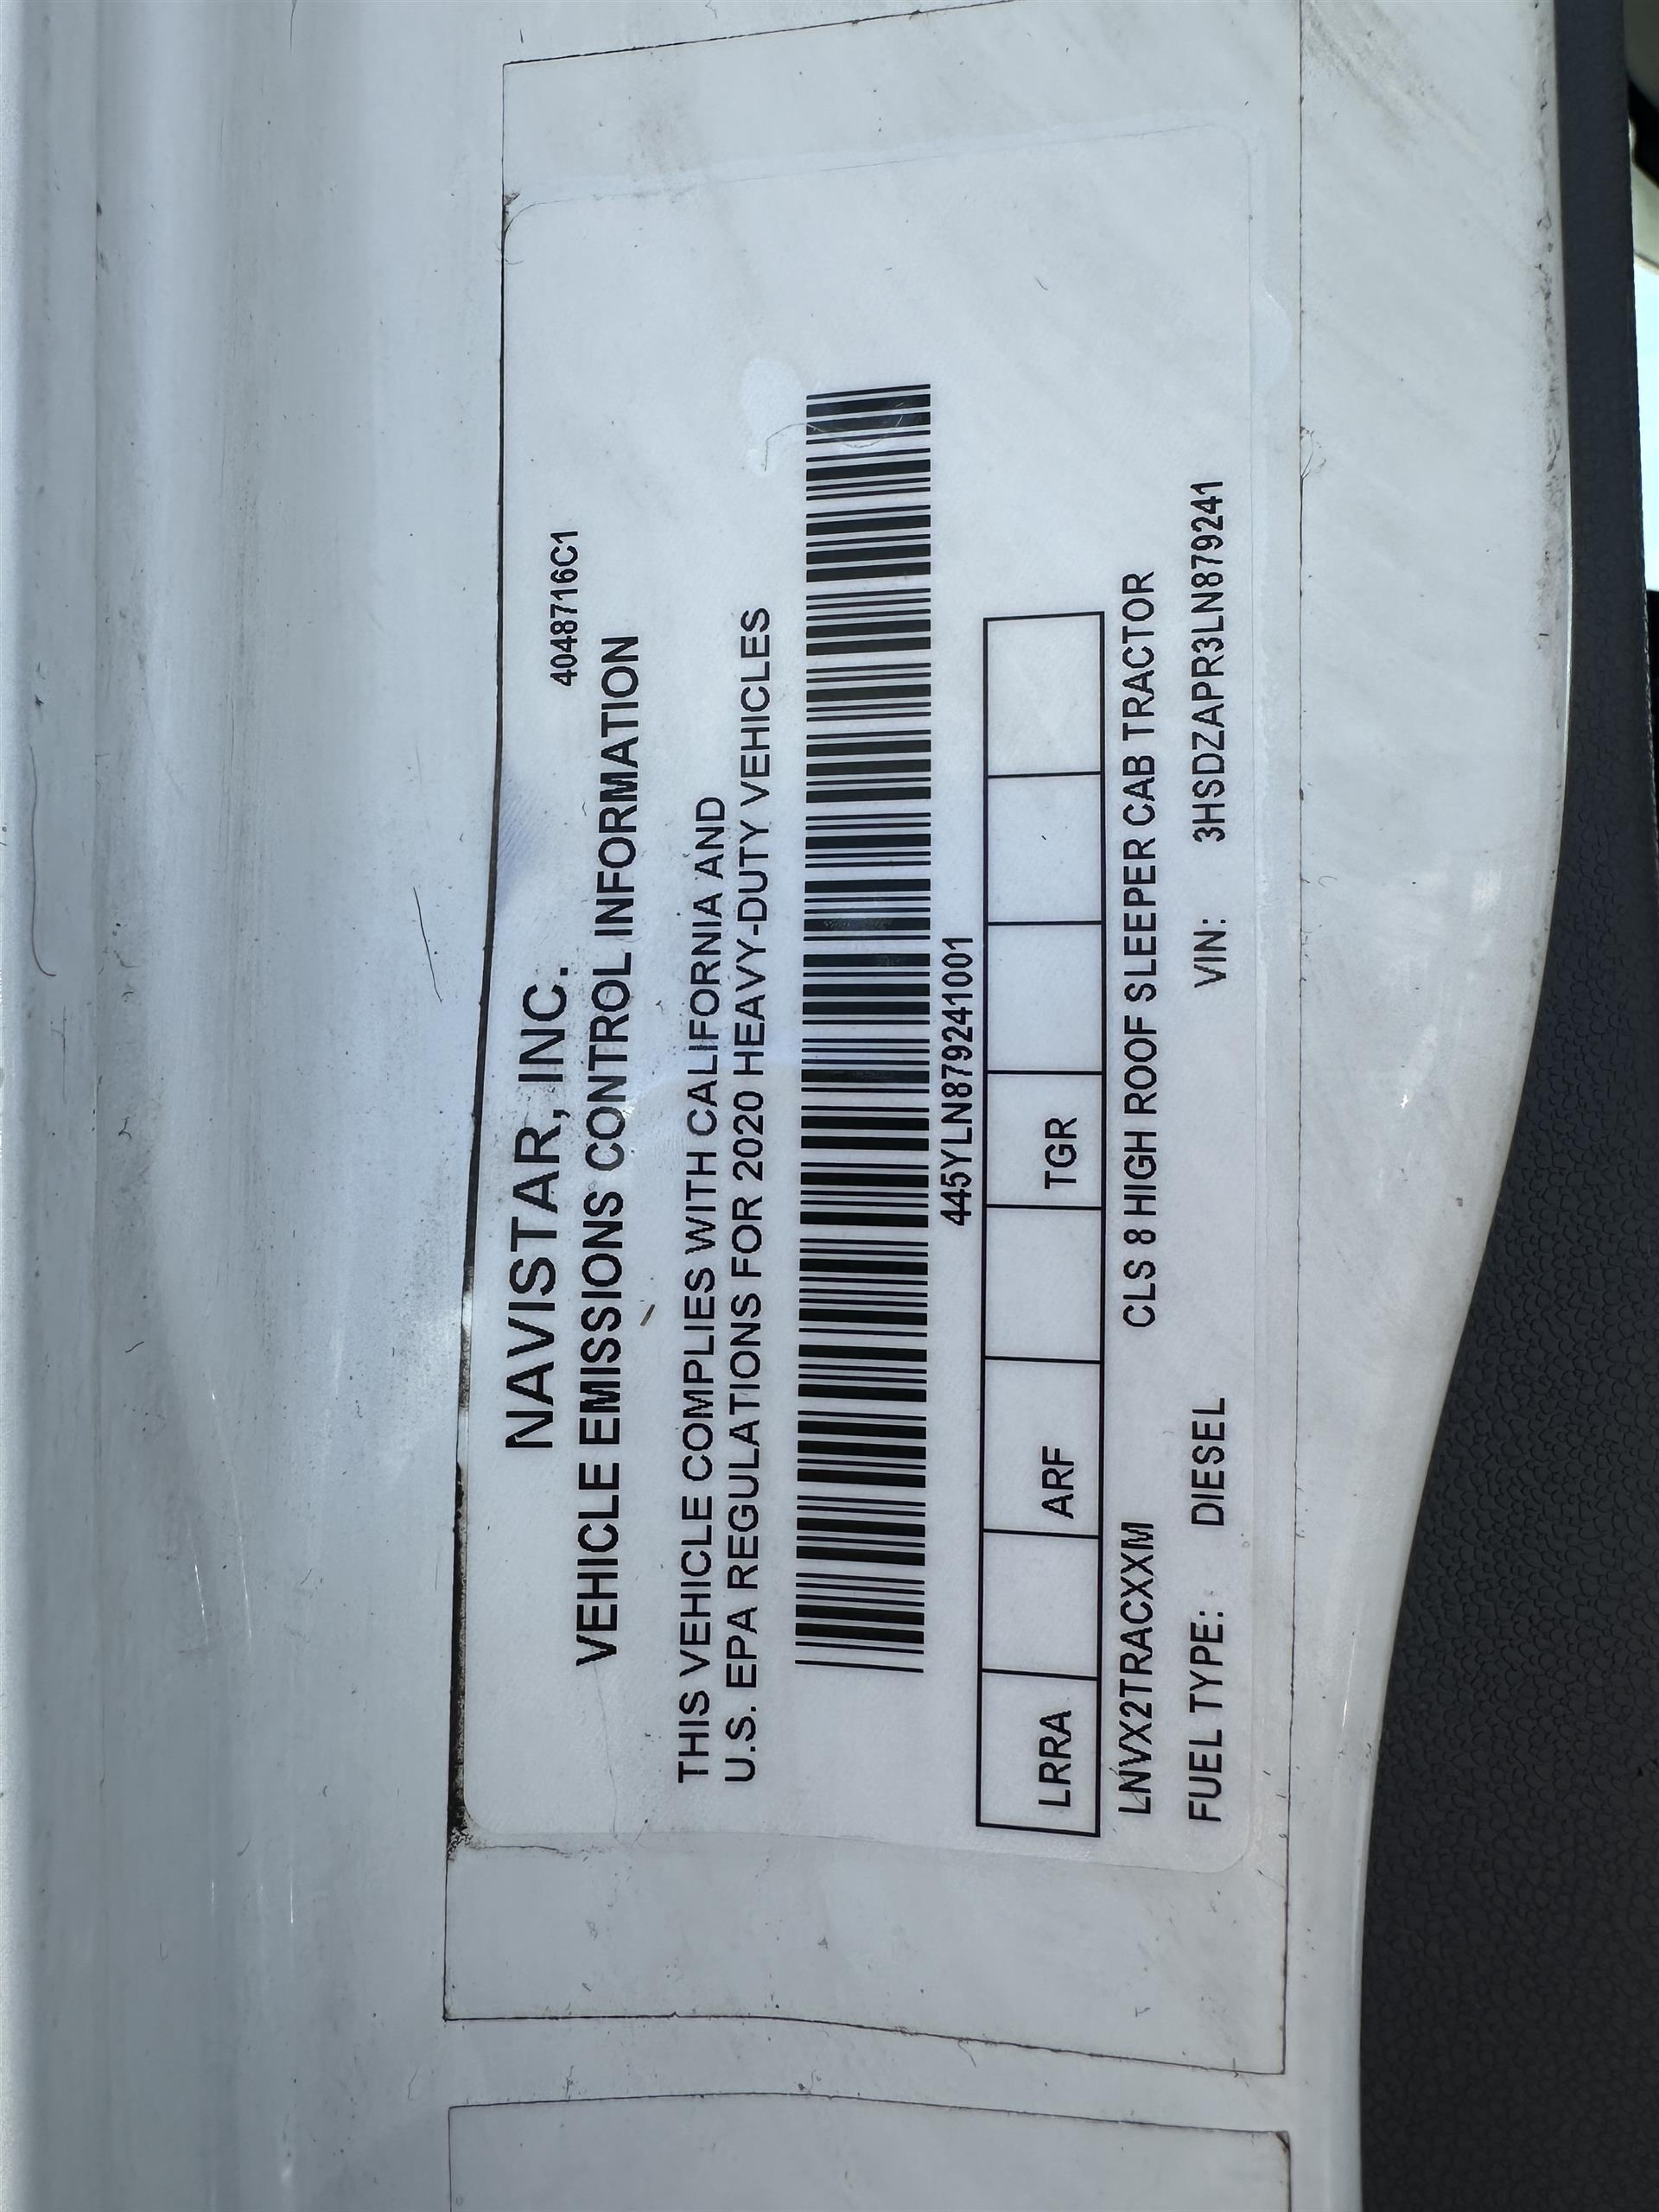 4048716C1
NAVISTAR, INC.
VEHICLE EMISSIONS CONTROL INFORMATION
THIS VEHICLE COMPLIES WITH CALIFORNIA AND
U.S. EPA REGULATIONS FOR 2020 HEAVY-DUTY VEHICLES
445YLN879241001
LRRA ARF TGR
LNVX2TRACXXM CLS 8 HIGH ROOF SLEEPER CAB TRACTOR
FUEL TYPE: DIESEL VIN: 3HSDZAPR3LN879241